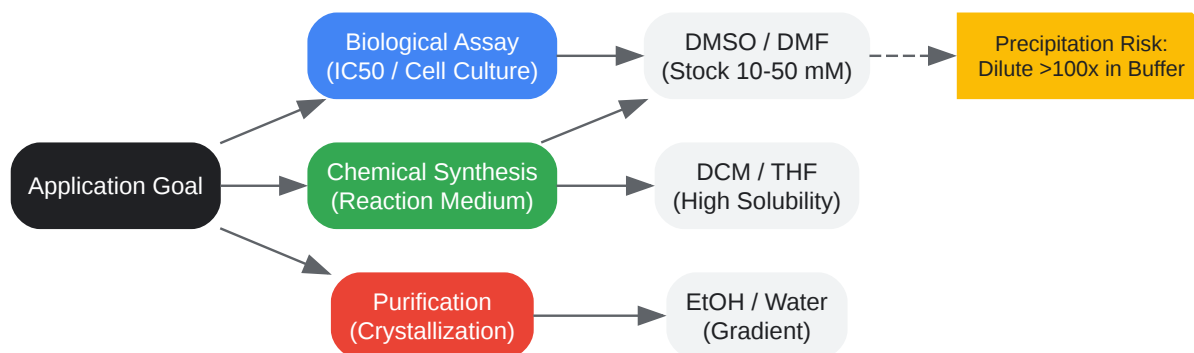 Application Goal
Biological Assay
(IC50 / Cell Culture)
Chemical Synthesis
(Reaction Medium)
Purification
(Crystallization)
DMSO / DMF
(Stock 10-50 mM)
DCM / THF
(High Solubility)
EtOH / Water
(Gradient)
Precipitation Risk:
Dilute >100x in Buffer